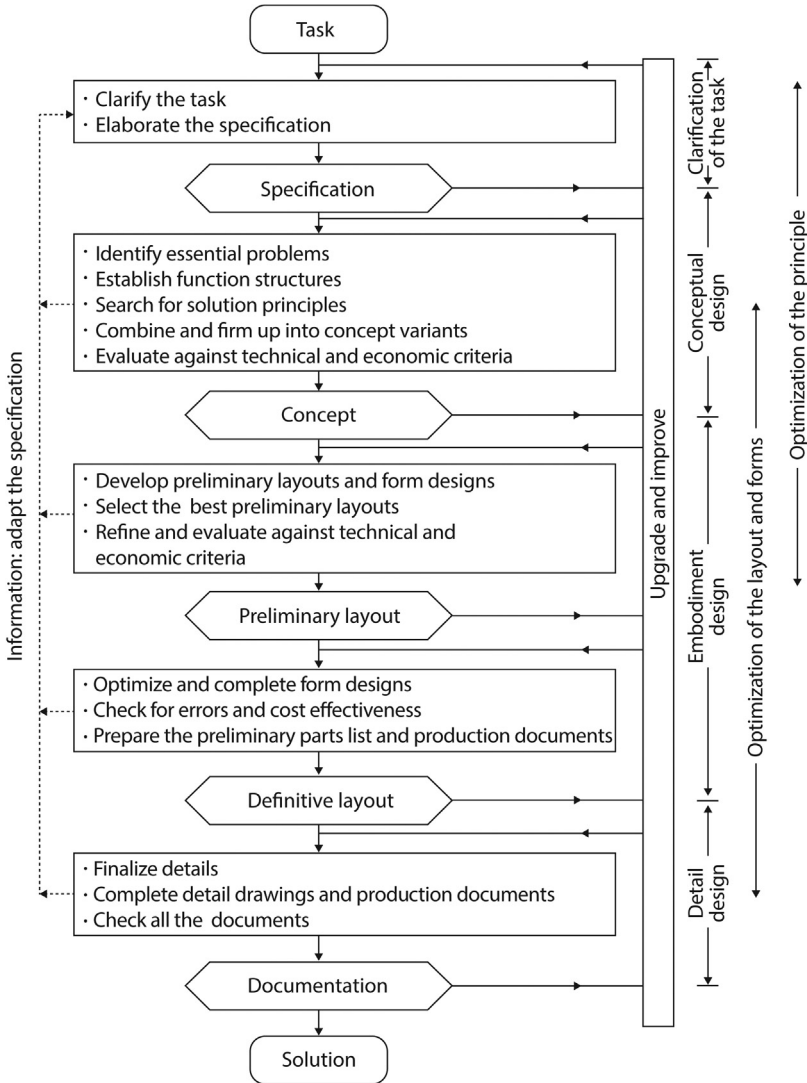 Task
· Clarify the task
· Elaborate the specification
Specification
· Identify essential problems
· Establish function structures
· Search for solution principles
· Combine and firm up into concept variants
· Evaluate against technical and economic criteria
Concept
· Develop preliminary layouts and form designs
· Select the best preliminary layouts
· Refine and evaluate against technical and
economic criteria
Preliminary layout
· Optimize and complete form designs
· Check for errors and cost effectiveness
· Prepare the preliminary parts list and production documents
Definitive layout
· Finalize details
· Complete detail drawings and production documents
· Check all the documents
Documentation
Solution
Information: adapt the specification
Upgrade and improve
Clarification
of the task
Conceptual
design
Embodiment
design
Detail
design
Optimization of the layout and forms
Optimization of the principle